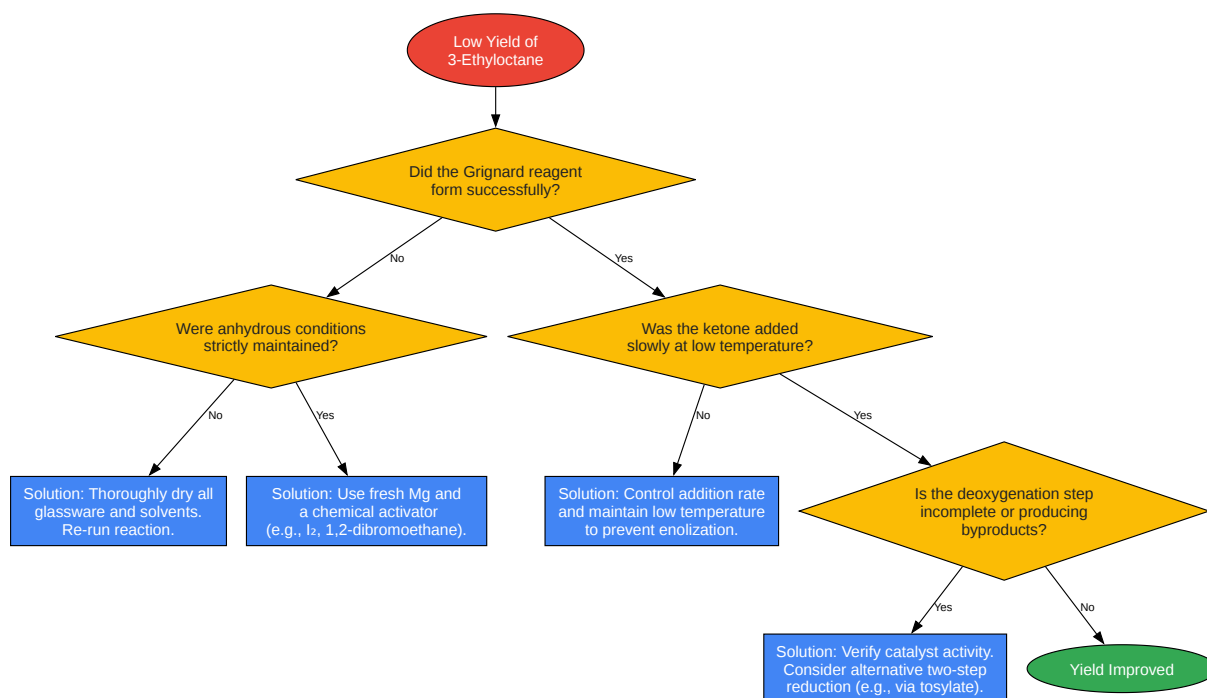 Low Yield of
3-Ethyloctane
Did the Grignard reagent
form successfully?
No
Yes
Were anhydrous conditions
strictly maintained?
Was the ketone added
slowly at low temperature?
No
Yes
No
Yes
Solution: Thoroughly dry all
glassware and solvents.
Re-run reaction.
Solution: Use fresh Mg and
a chemical activator
(e.g., I₂, 1,2-dibromoethane).
Solution: Control addition rate
and maintain low temperature
to prevent enolization.
Is the deoxygenation step
incomplete or producing
byproducts?
Yes
No
Solution: Verify catalyst activity.
Consider alternative two-step
reduction (e.g., via tosylate).
Yield Improved